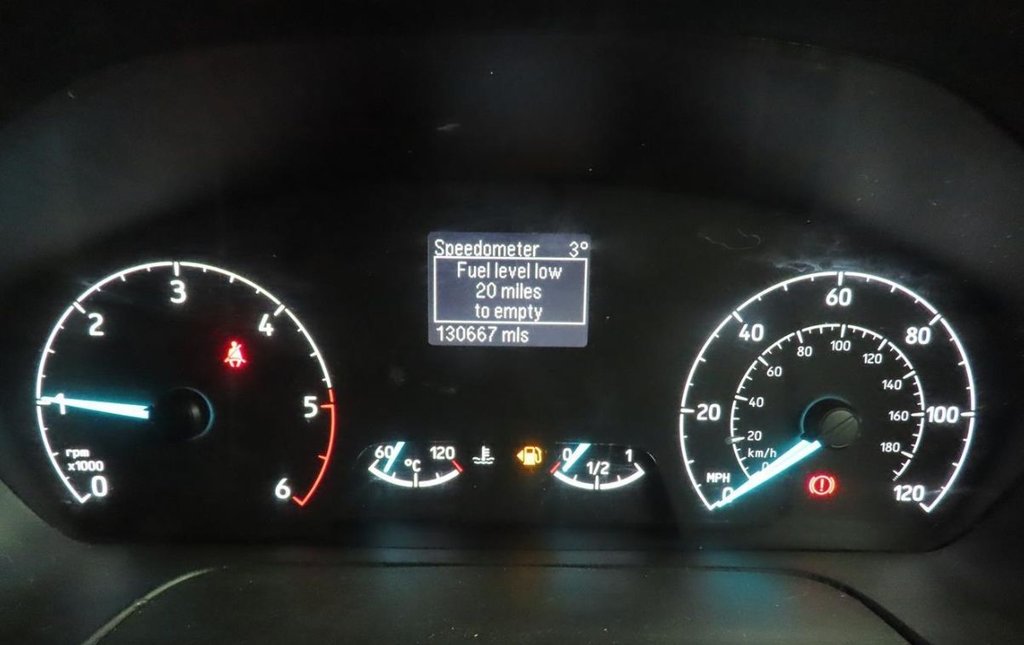 Speedometer 3°
Fuel level low
20 miles
to empty
130667 mls
0
1
2
3
4
5
6
rpm
x1000
60 °C 120
0 1/2 1
0
20
40
60
80
100
120
MPH
km/h
0
20
40
60
80
100
120
140
160
180